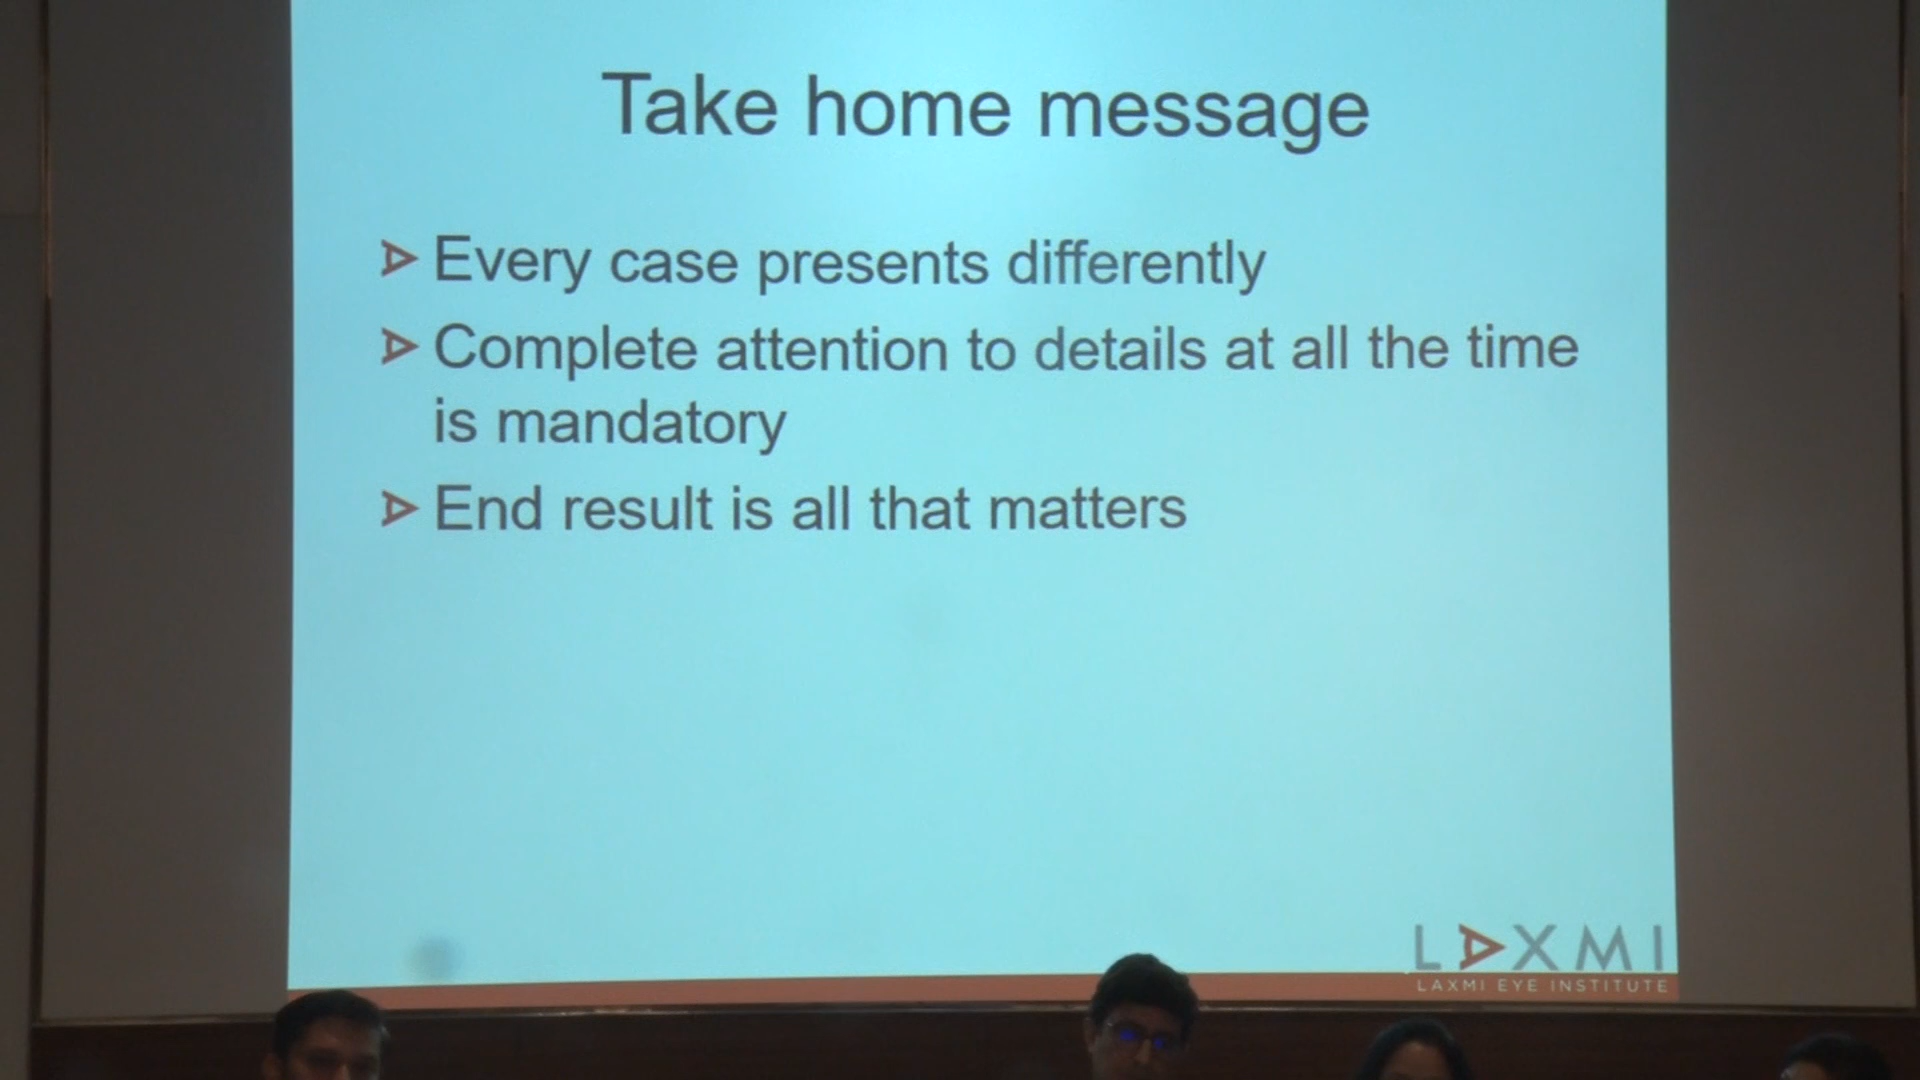 Take home message
Every case presents differently
Complete attention to details at all the time
is mandatory
End result is all that matters
LAXMI
LAXMI EYE INSTITUTE